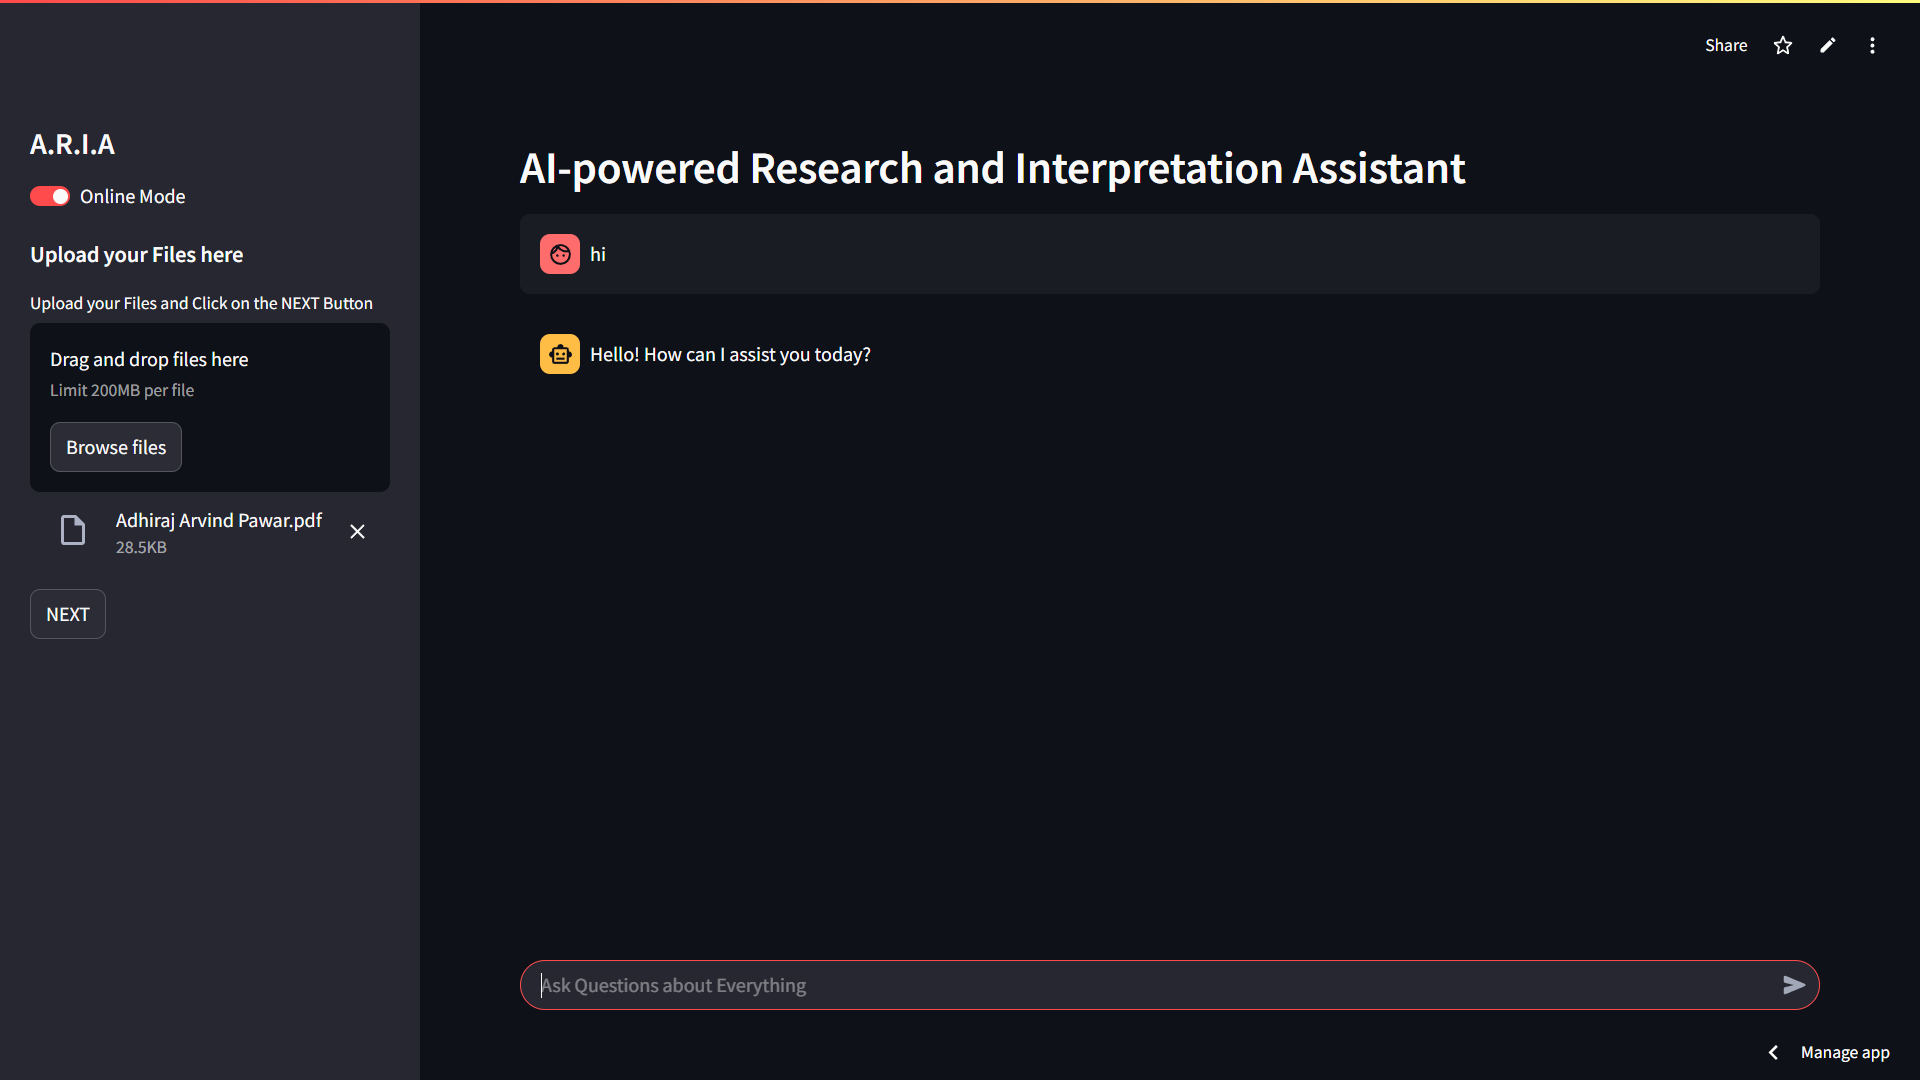 Share
A.R.I.A
Online Mode
Upload your Files here
Upload your Files and Click on the NEXT Button
Drag and drop files here
Limit 200MB per file
Browse files
Adhiraj Arvind Pawar.pdf
28.5KB
NEXT
AI-powered Research and Interpretation Assistant
hi
Hello! How can I assist you today?
Ask Questions about Everything
Manage app